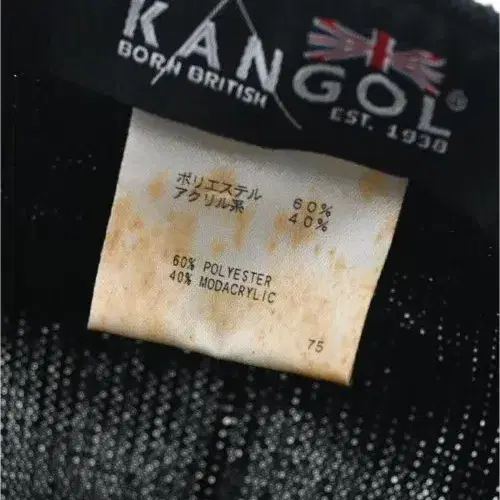 KANGOL®
BORN BRITISH
EST. 1938
ポリエステル 60%
アクリル系 40%
60% POLYESTER
40% MODACRYLIC
75